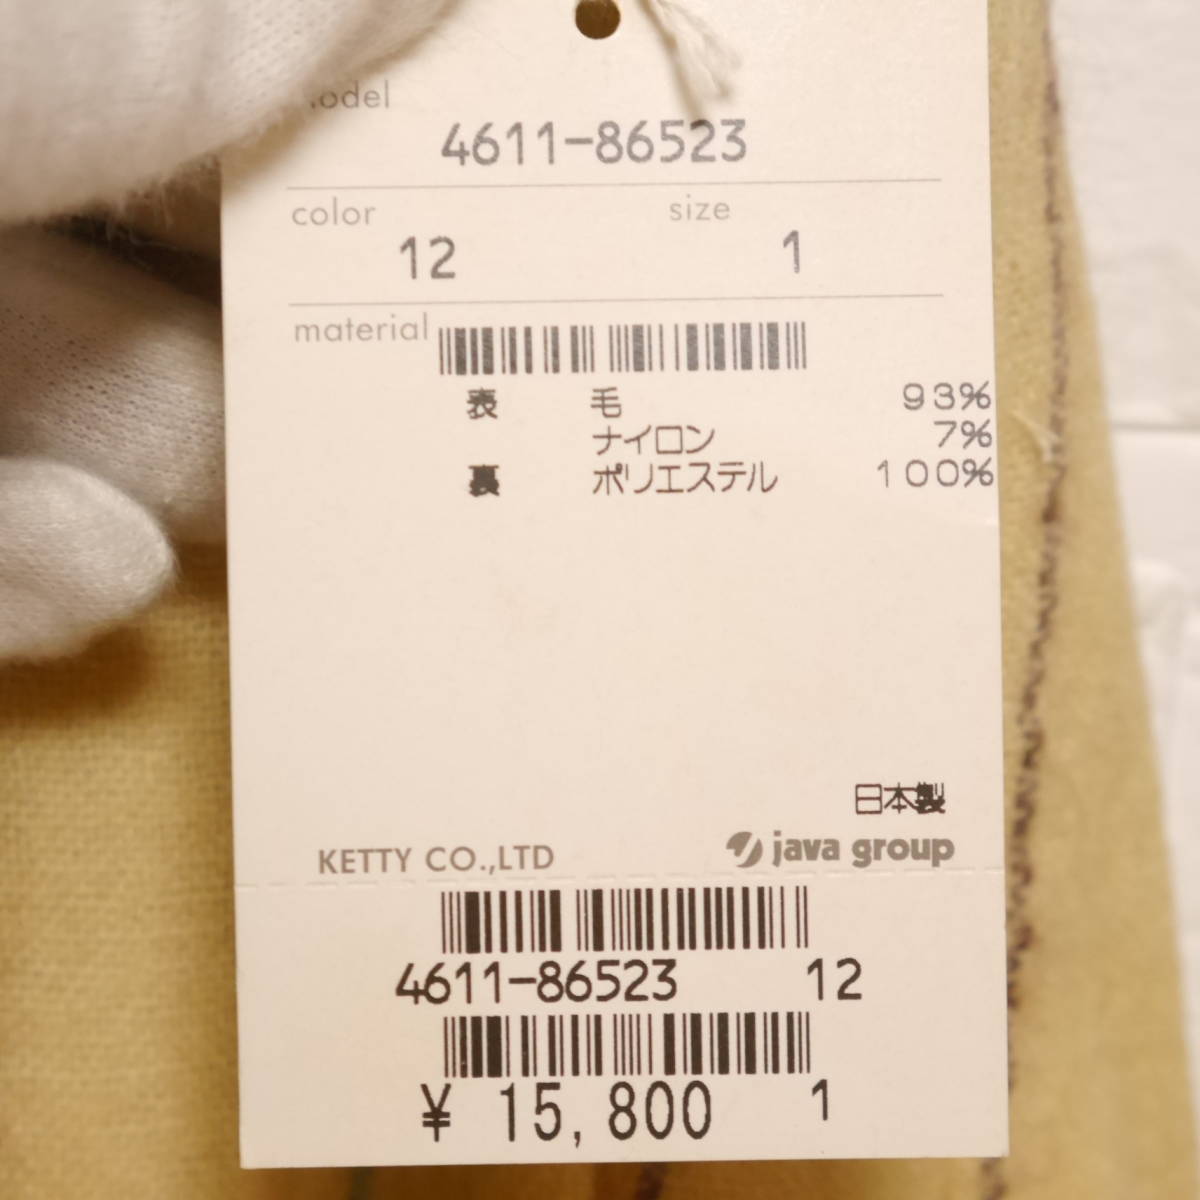 model
4611-86523
color size
12 1
material
表 毛 93%
ナイロン 7%
裏 ポリエステル 100%
日本製
KETTY CO.,LTD java group
4611-86523 12
¥ 15,800 1